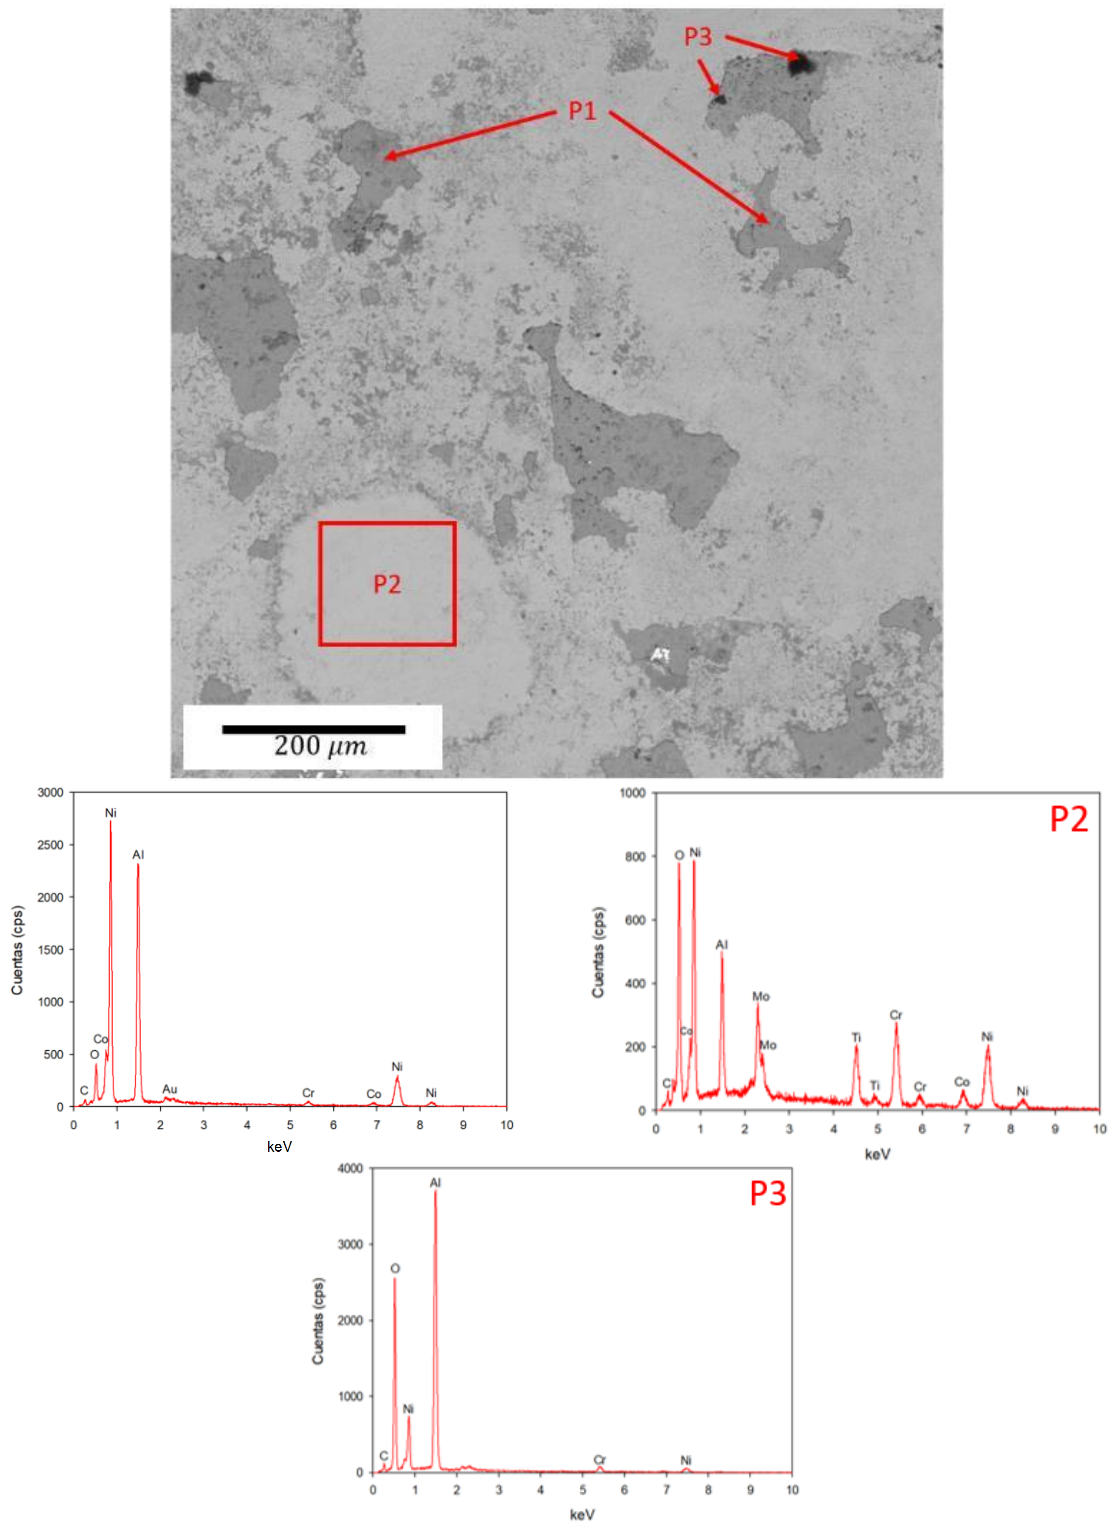 P3
P1
P2
200 μm
3000
2500
2000
1500
1000
500
0
Cuentas (cps)
Ni
Al
Co
O
C
Au
Cr
Co
Ni
Ni
0 1 2 3 4 5 6 7 8 9 10
keV
P2
1000
800
600
400
200
0
Cuentas (cps)
O
Ni
Al
Co
C
Mo
Mo
Ti
Ti
Cr
Cr
Co
Ni
Ni
0 1 2 3 4 5 6 7 8 9 10
keV
P3
4000
3000
2000
1000
0
Cuentas (cps)
Al
O
Ni
C
Cr
Ni
0 1 2 3 4 5 6 7 8 9 10
keV